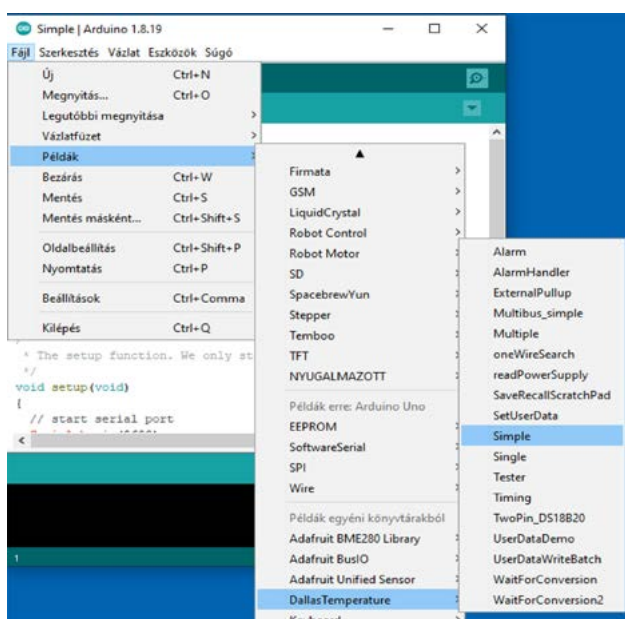 Simple | Arduino 1.8.19
Fájl Szerkesztés Vázlat Eszközök Súgó
Új Ctrl+N
Megnyitás... Ctrl+O
Legutóbbi megnyitása
Vázlatfüzet
Példák
Bezárás Ctrl+W
Mentés Ctrl+S
Mentés másként... Ctrl+Shift+S
Oldalbeállítás Ctrl+Shift+P
Nyomtatás Ctrl+P
Beállítások Ctrl+Comma
Kilépés Ctrl+Q
* The setup function. We only st
*/
void setup(void)
{
// start serial port
1
Firmata
GSM
LiquidCrystal
Robot Control
Robot Motor
SD
SpacebrewYun
Stepper
Temboo
TFT
NYUGALMAZOTT
Példák erre: Arduino Uno
EEPROM
SoftwareSerial
SPI
Wire
Példák egyéni könyvtárakból
Adafruit BME280 Library
Adafruit BusIO
Adafruit Unified Sensor
DallasTemperature
Alarm
AlarmHandler
ExternalPullup
Multibus_simple
Multiple
oneWireSearch
readPowerSupply
SaveRecallScratchPad
SetUserData
Simple
Single
Tester
Timing
TwoPin_DS18B20
UserDataDemo
UserDataWriteBatch
WaitForConversion
WaitForConversion2